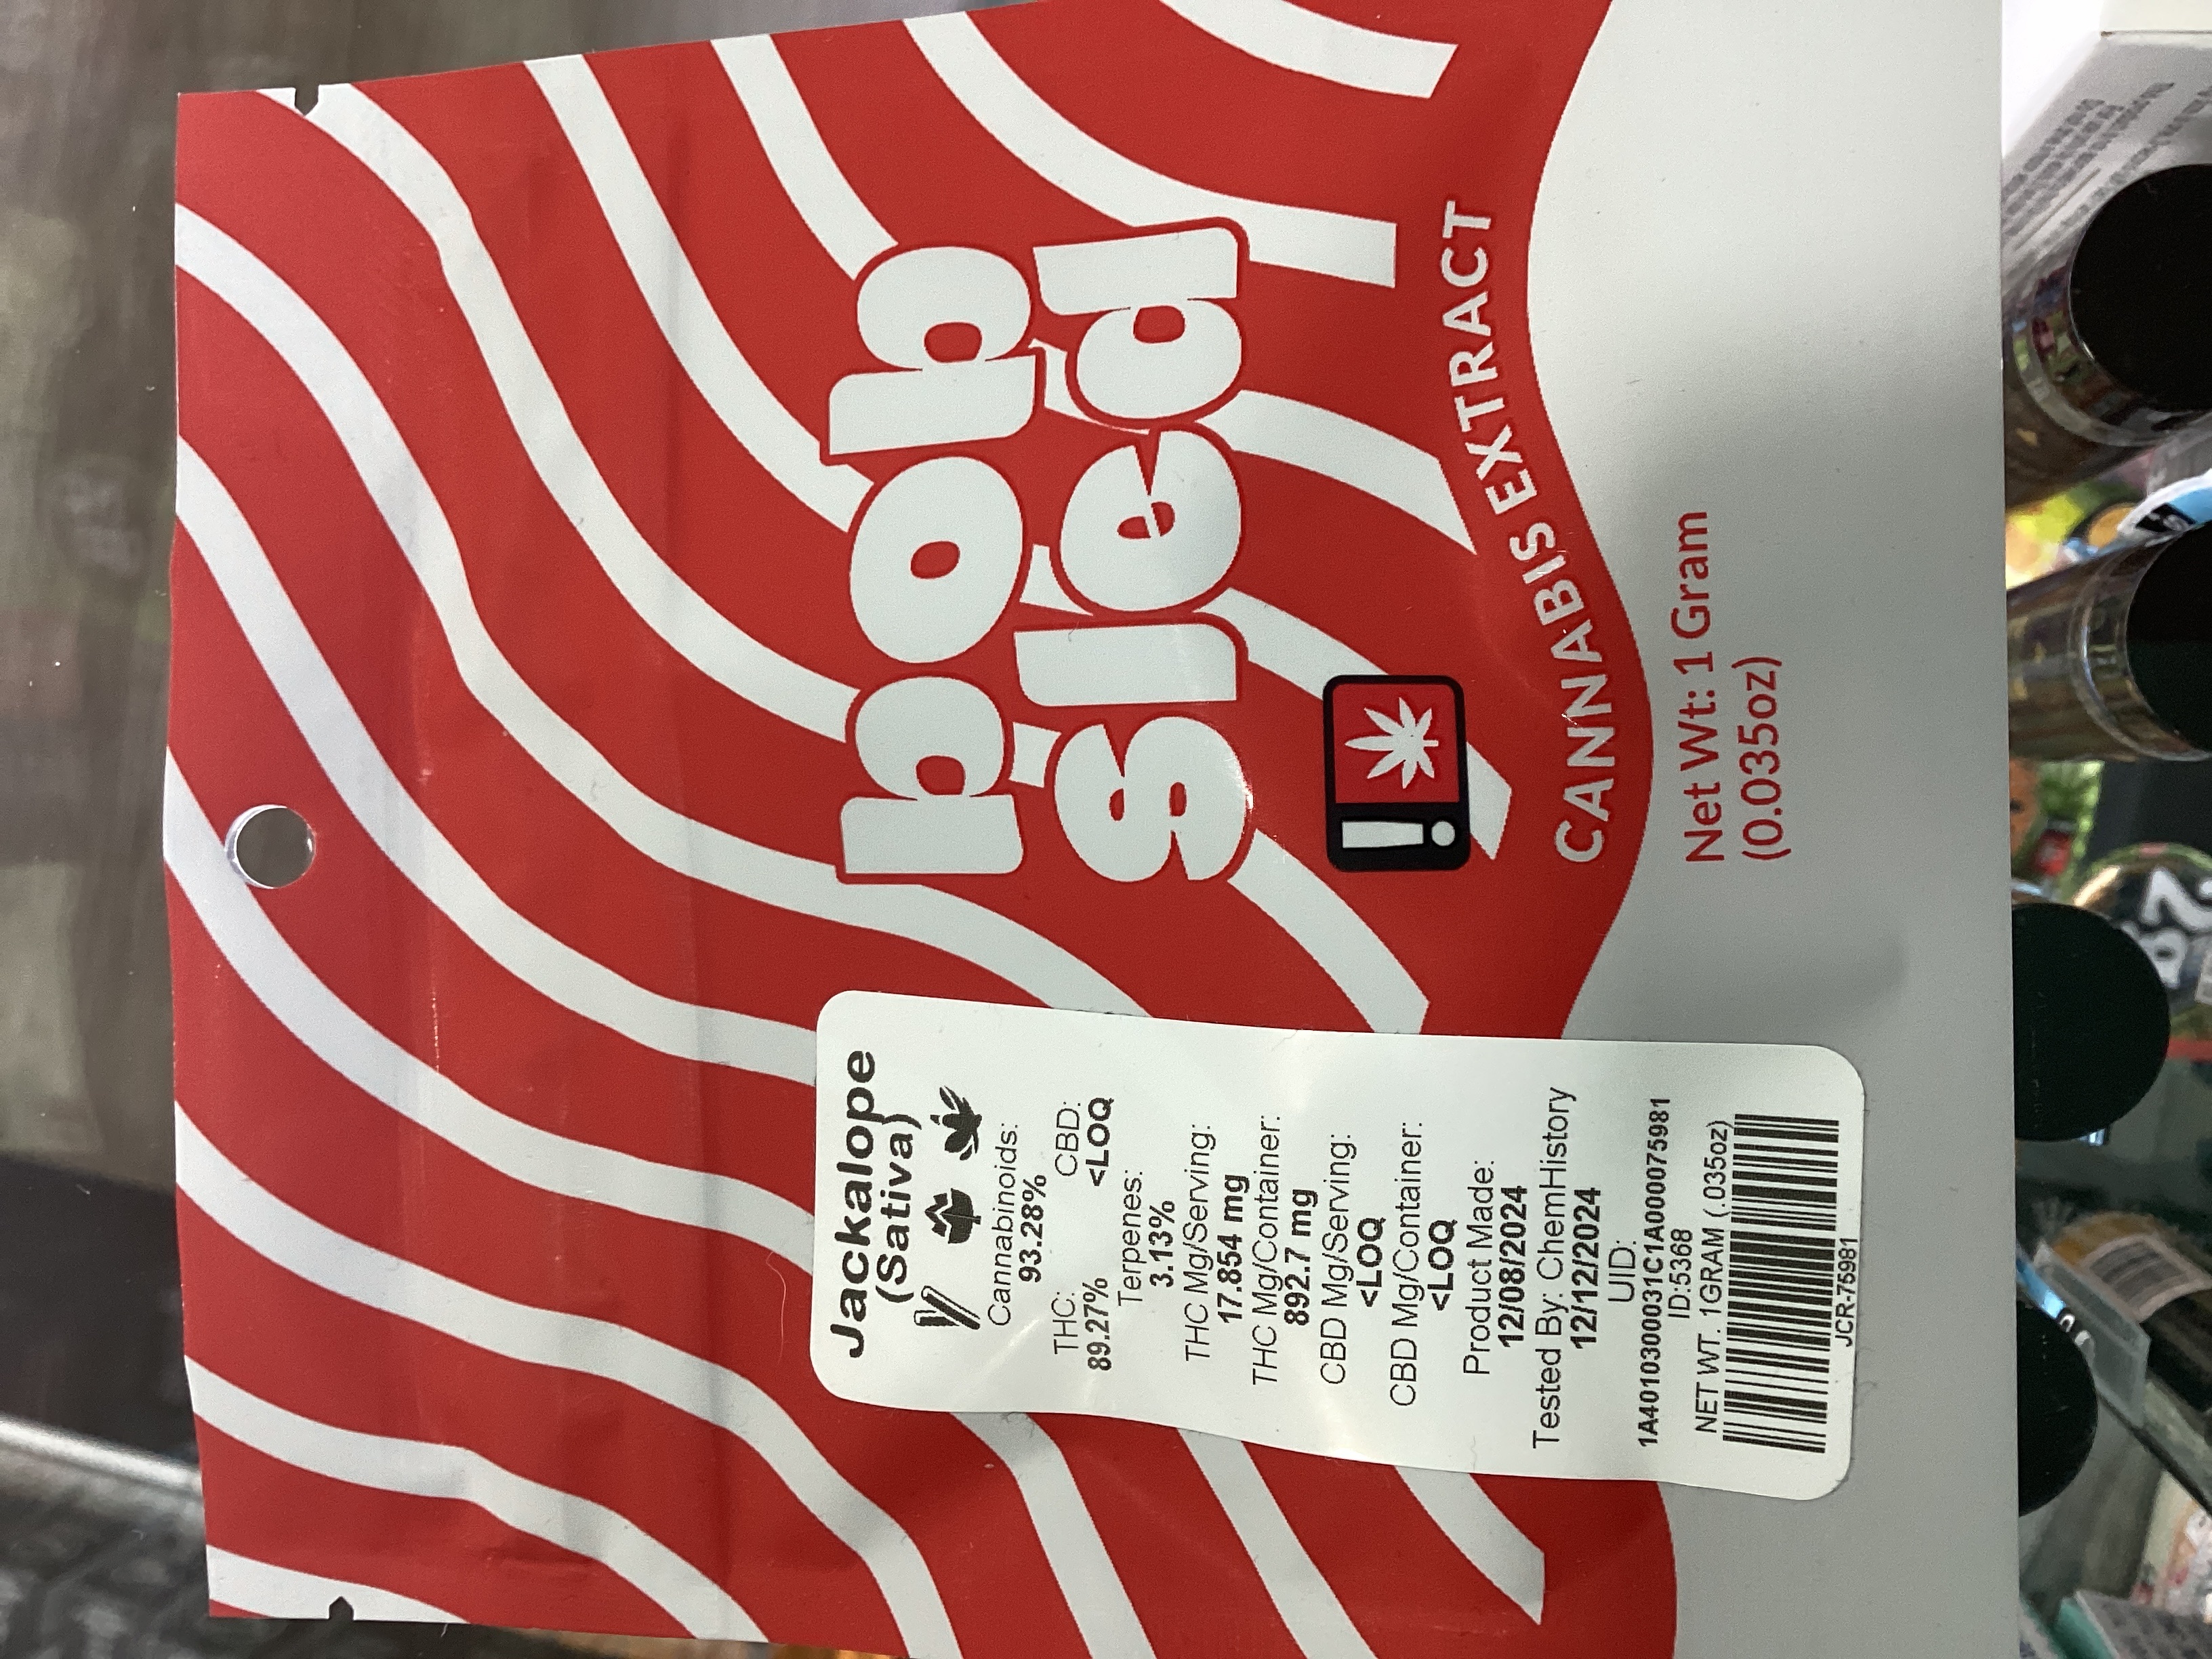 bob
sled
CANNABIS EXTRACT
Net Wt: 1 Gram
(0.035oz)
Jackalope
(Sativa)
Cannabinoids:
93.28%
THC: CBD:
89.27% <LOQ
Terpenes:
3.13%
THC Mg/Serving:
17.854 mg
THC Mg/Container:
892.7 mg
CBD Mg/Serving:
<LOQ
CBD Mg/Container:
<LOQ
Product Made:
12/08/2024
Tested By: ChemHistory
12/12/2024
UID:
1A4010300031C1A000075981
ID:5368
NET WT. 1GRAM (.035oz)
JCR-75981